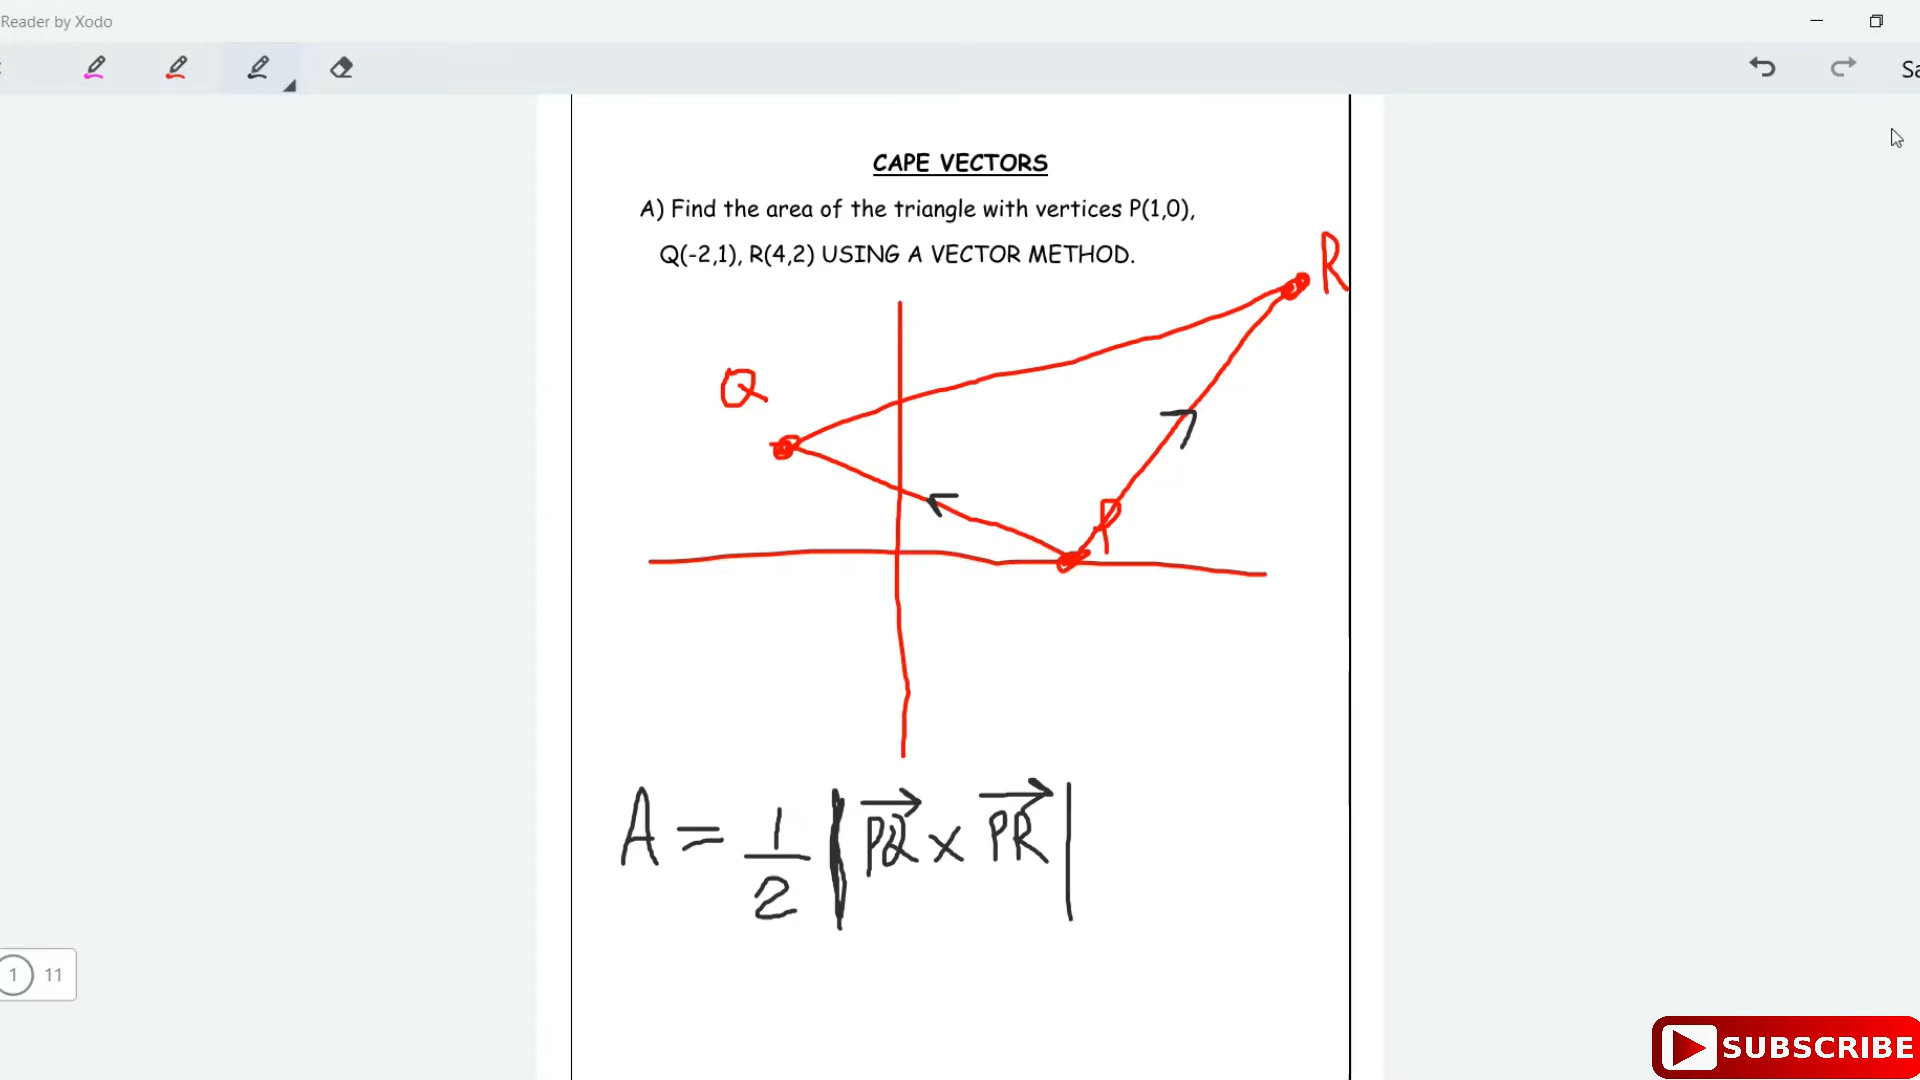 Reader by Xodo
Sa
CAPE VECTORS
A) Find the area of the triangle with vertices P(1,0),
Q(-2,1), R(4,2) USING A VECTOR METHOD.
R
Q
P
A = 1/2 |PQ⃗ × PR⃗|
1 11
SUBSCRIBE